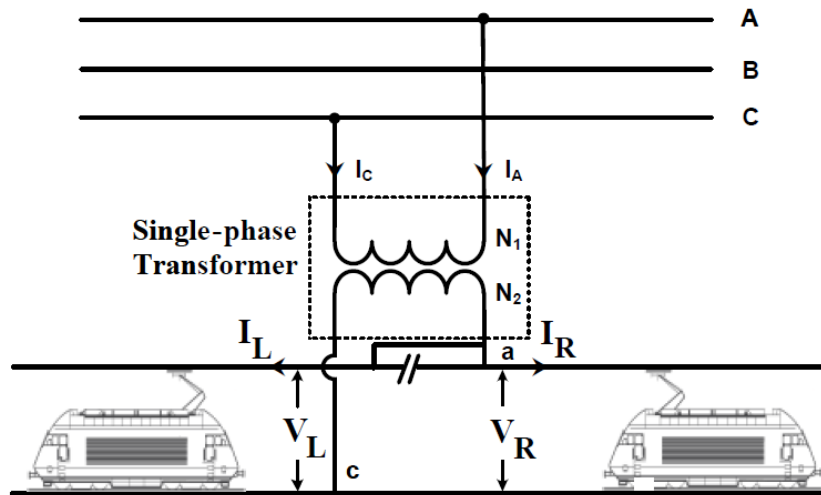 A
B
C
I_C I_A
Single-phase
Transformer
N_1
N_2
I_L a I_R
V_L V_R
c